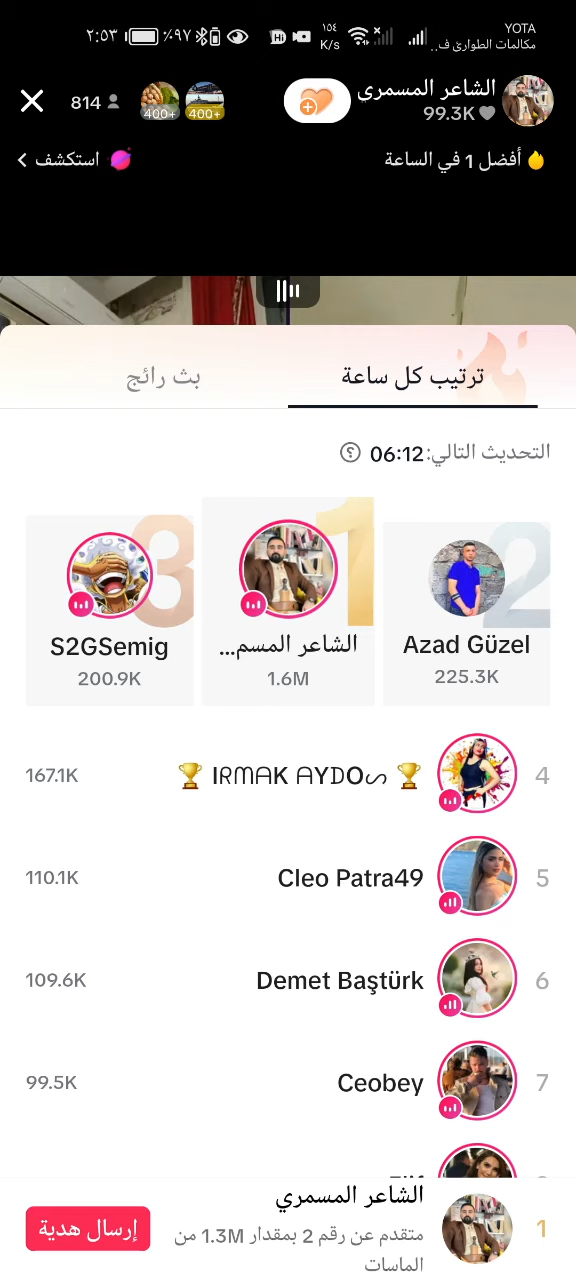 YOTA
مكالمات الطوارئ ف..
١٥٤ K/s
٩٧٪
٢:٥٣
الشاعر المسمري
99.3K
400+
400+
814
أفضل 1 في الساعة
استكشف
ترتيب كل ساعة
بث رائج
التحديث التالي: 06:12
3
S2GSemig
200.9K
1
الشاعر المسم...
1.6M
2
Azad Güzel
225.3K
4 🏆 IRMAK AYDOᔕ 🏆 167.1K
5 Cleo Patra49 110.1K
6 Demet Baştürk 109.6K
7 Ceobey 99.5K
1
الشاعر المسمري
متقدم عن رقم 2 بمقدار 1.3M من
الماسات
إرسال هدية